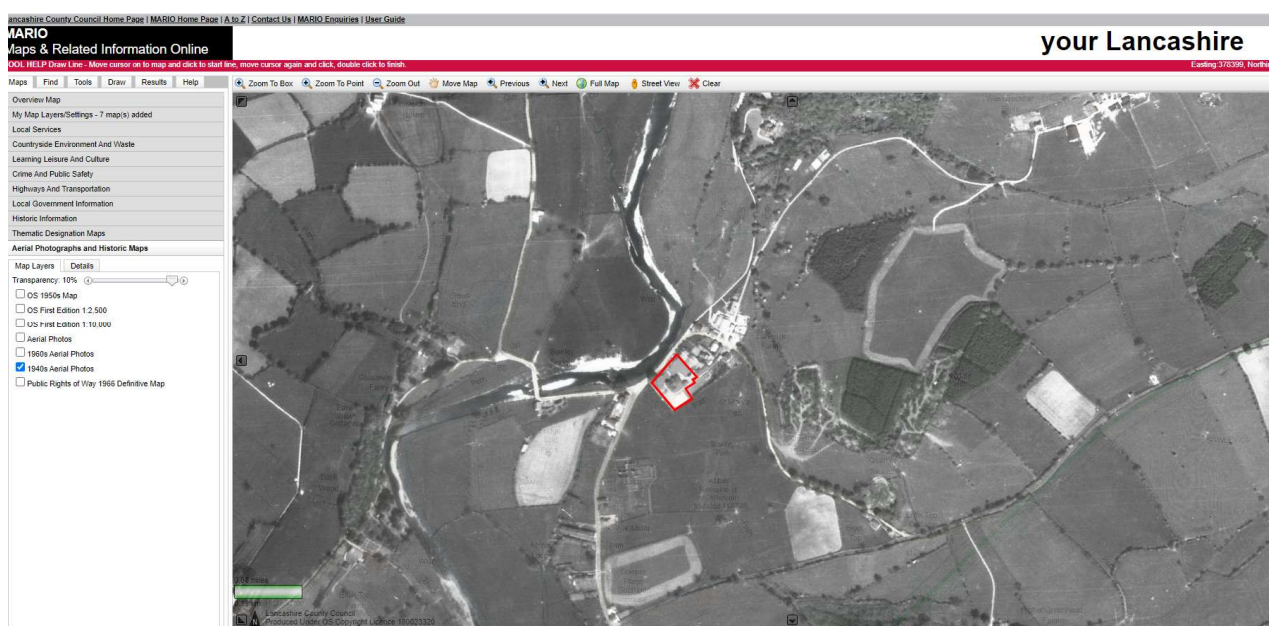 ancashire County Council Home Page | MARIO Home Page | A to Z | Contact Us | MARIO Enquiries | User Guide
MARIO
Maps & Related Information Online
your Lancashire
OOL HELP Draw Line - Move cursor on to map and click to start line, move cursor again and click, double click to finish.
Easting:378399, Northin
Maps Find Tools Draw Results Help
Zoom To Box Zoom To Point Zoom Out Move Map Previous Next Full Map Street View Clear
Overview Map
My Map Layers/Settings - 7 map(s) added
Local Services
Countryside Environment And Waste
Learning Leisure And Culture
Crime And Public Safety
Highways And Transportation
Local Government Information
Historic Information
Thematic Designation Maps
Aerial Photographs and Historic Maps
Map Layers Details
Transparency: 10%
OS 1950s Map
OS First Edition 1:2,500
OS First Edition 1:10,000
Aerial Photos
1960s Aerial Photos
1940s Aerial Photos
Public Rights of Way 1966 Definitive Map
miles
Lancashire County Council
Produced Under OS Copyright Licence 100023320